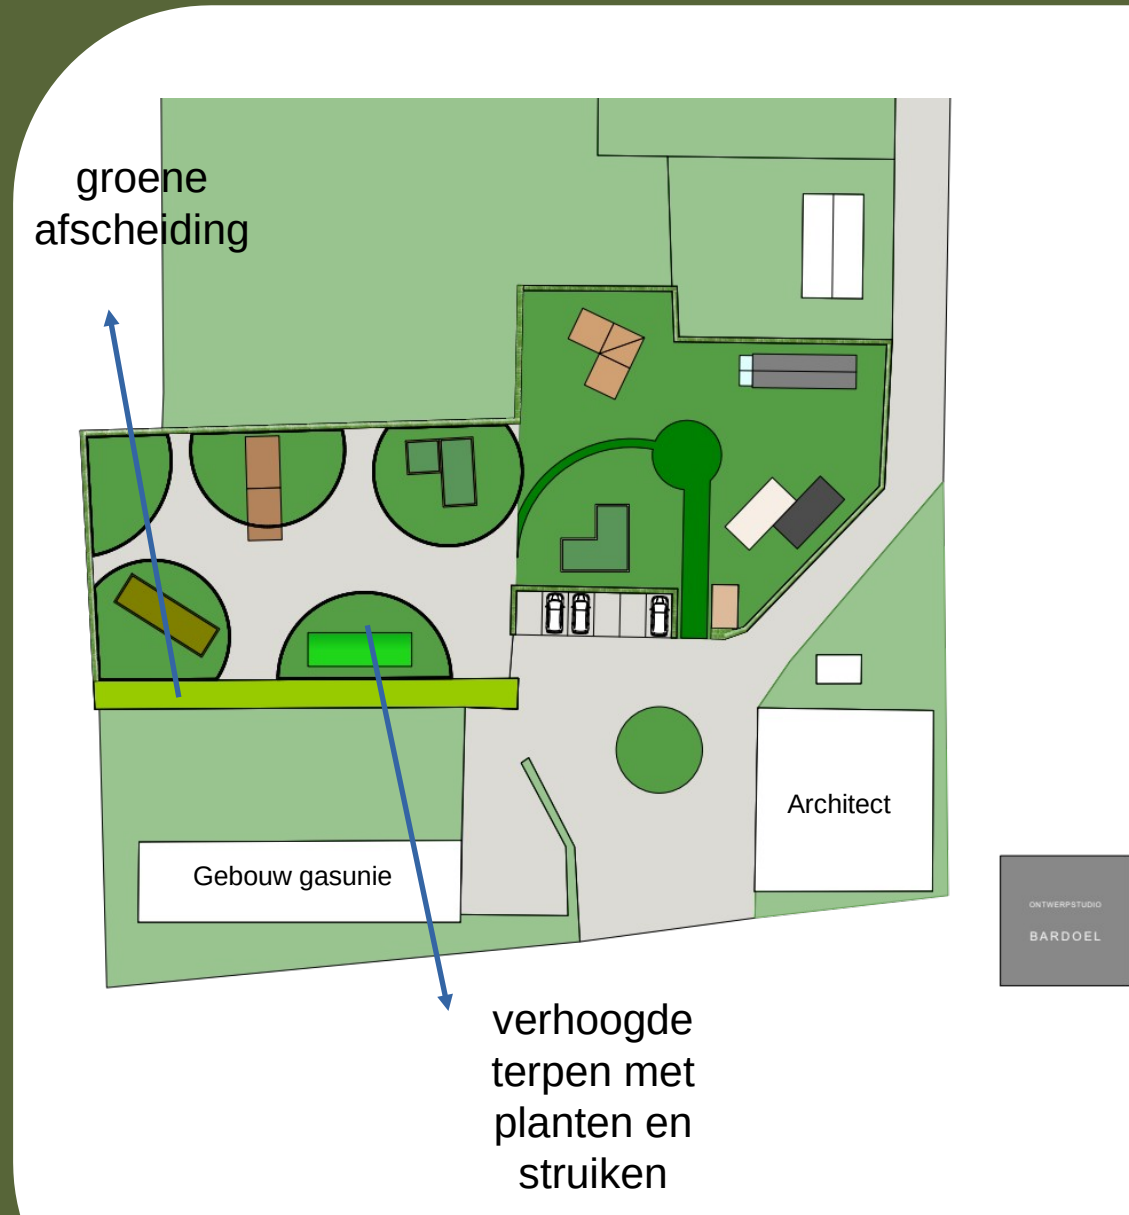 groene
afscheiding
Architect
Gebouw gasunie
ONTWERPSTUDIO
BARDOEL
verhoogde
terpen met
planten en
struiken